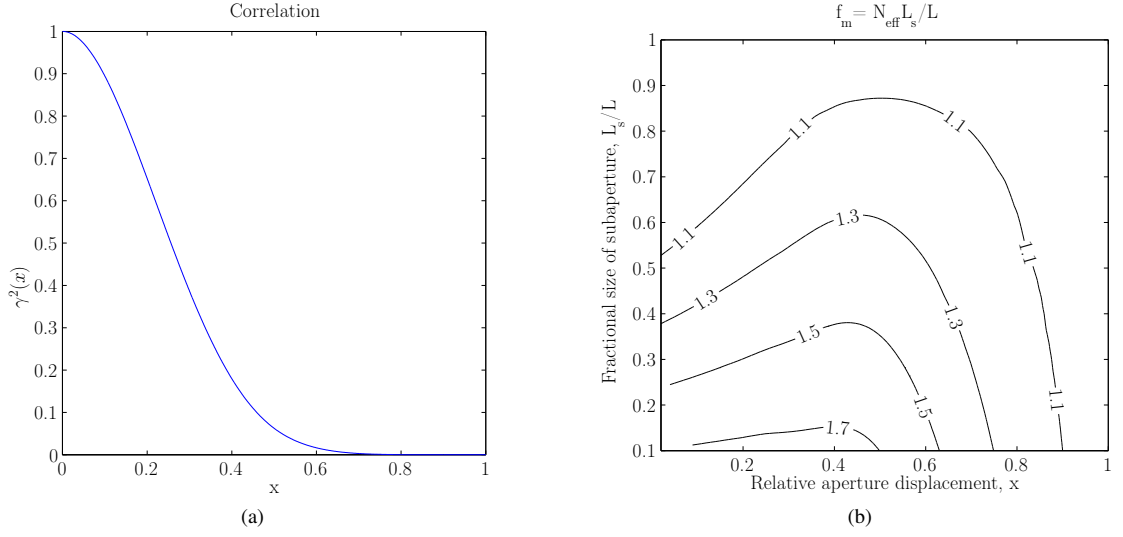 Correlation
1
0.9
0.8
0.7
0.6
0.5
0.4
0.3
0.2
0.1
0
γ²(x)
0 0.2 0.4 0.6 0.8 1
x
(a)
f_m = N_eff L_s/L
1
0.9
0.8
0.7
0.6
0.5
0.4
0.3
0.2
0.1
Fractional size of subaperture, L_s/L
1.1 1.1 1.1 1.1 1.1
1.3 1.3 1.3
1.5 1.5
1.7
0.2 0.4 0.6 0.8 1
Relative aperture displacement, x
(b)